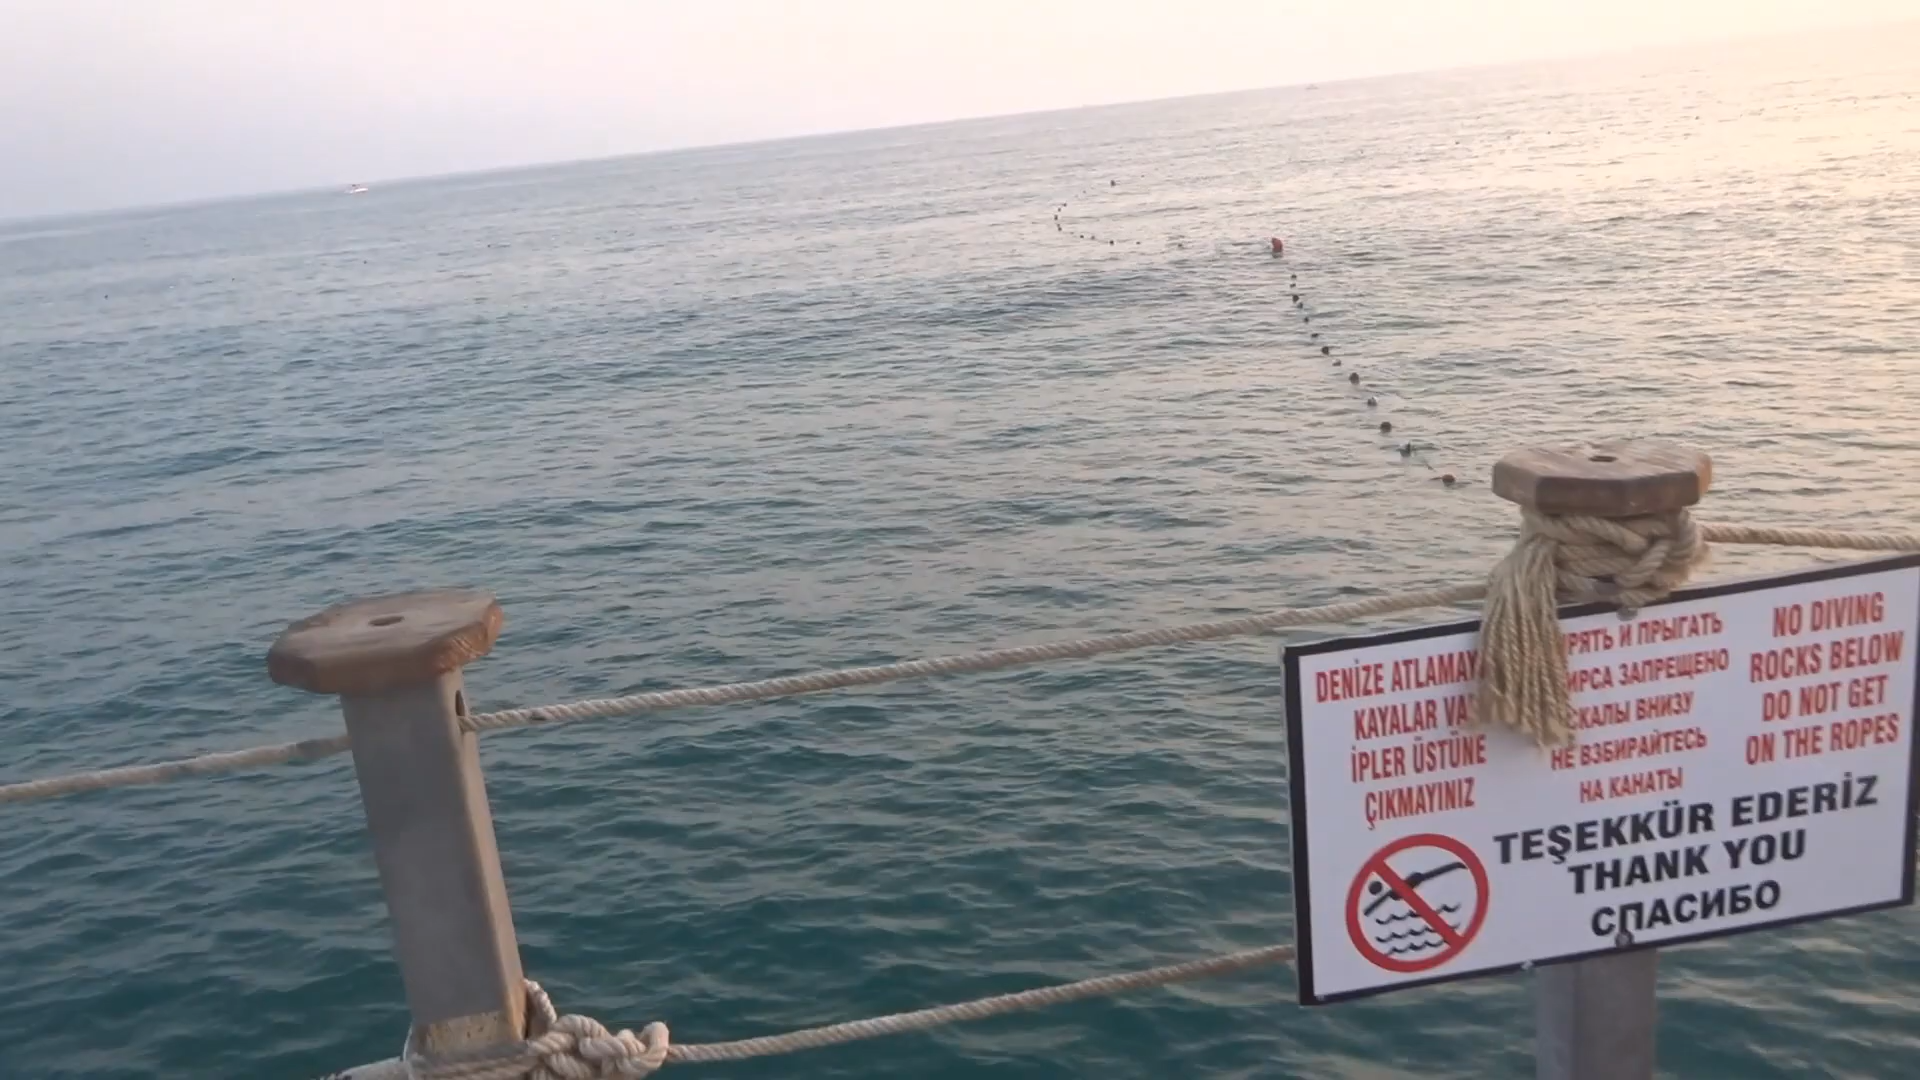 DENİZE
KAYALAR
İPLER ÜSTÜNE
ÇIKMAYINIZ
И ПРЫГАТЬ
ЗАПРЕЩЕНО
ВНИЗУ
НЕ ВЗБИРАЙТЕСЬ
НА КАНАТЫ
NO DIVING
ROCKS BELOW
DO NOT GET
ON THE ROPES
TEŞEKKÜR EDERİZ
THANK YOU
СПАСИБО